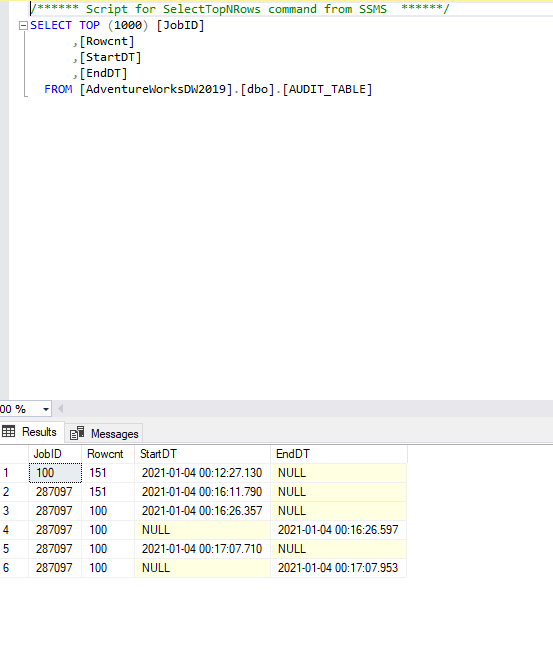 /****** Script for SelectTopNRows command from SSMS  ******/
SELECT TOP (1000) [JobID]
,[Rowcnt]
,[StartDT]
,[EndDT]
FROM [AdventureWorksDW2019].[dbo].[AUDIT_TABLE]
00 %
Results Messages
JobID Rowcnt StartDT EndDT
1 100 151 2021-01-04 00:12:27.130 NULL
2 287097 151 2021-01-04 00:16:11.790 NULL
3 287097 100 2021-01-04 00:16:26.357 NULL
4 287097 100 NULL 2021-01-04 00:16:26.597
5 287097 100 2021-01-04 00:17:07.710 NULL
6 287097 100 NULL 2021-01-04 00:17:07.953